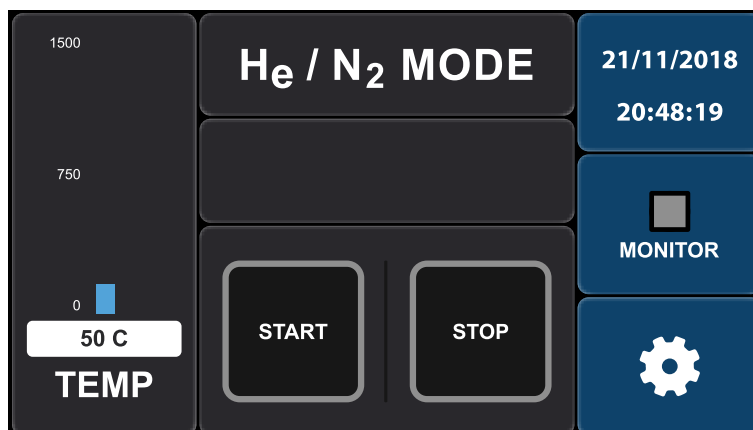 1500
750
0
50 C
TEMP
He / N2 MODE
START
STOP
21/11/2018
20:48:19
MONITOR